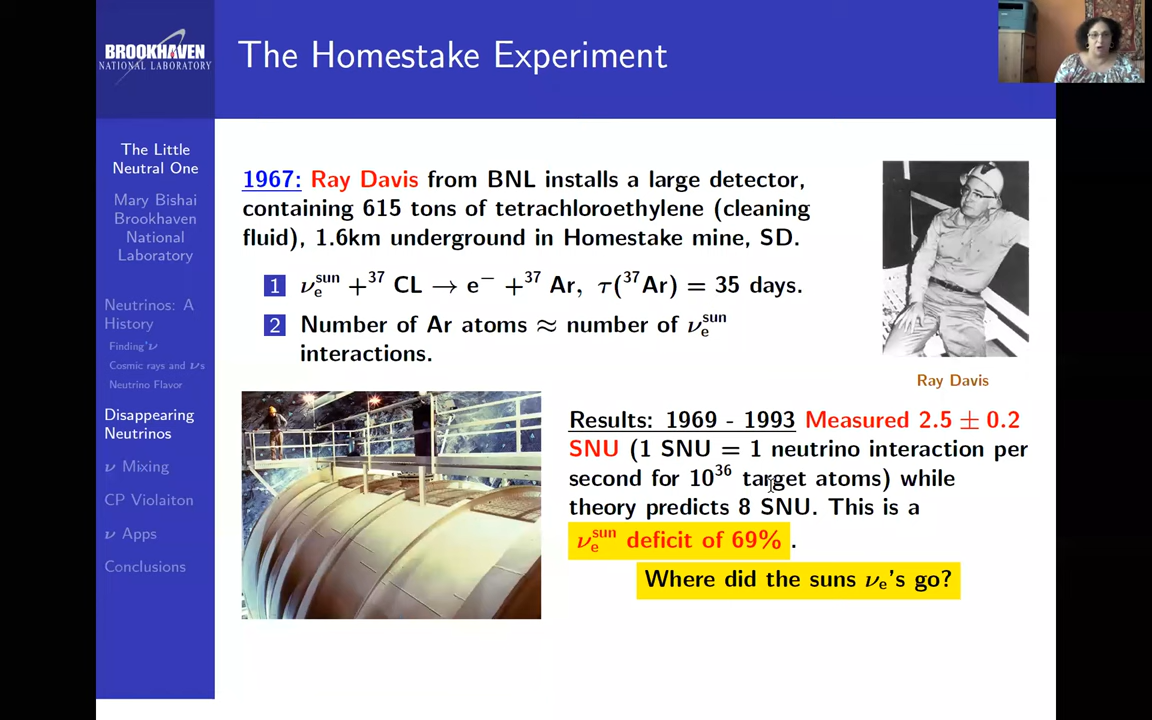 BROOKHAVEN
NATIONAL LABORATORY
The Homestake Experiment
The Little
Neutral One
Mary Bishai
Brookhaven
National
Laboratory
Neutrinos: A
History
Finding ν
Cosmic rays and νs
Neutrino Flavor
Disappearing
Neutrinos
ν Mixing
CP Violaiton
ν Apps
Conclusions
1967: Ray Davis from BNL installs a large detector,
containing 615 tons of tetrachloroethylene (cleaning
fluid), 1.6km underground in Homestake mine, SD.
1 νₑˢᵘⁿ +³⁷ CL → e⁻ +³⁷ Ar, τ(³⁷Ar) = 35 days.
2 Number of Ar atoms ≈ number of νₑˢᵘⁿ
interactions.
Ray Davis
Results: 1969 - 1993 Measured 2.5 ± 0.2
SNU (1 SNU = 1 neutrino interaction per
second for 10³⁶ target atoms) while
theory predicts 8 SNU. This is a
νₑˢᵘⁿ deficit of 69% .
Where did the suns νₑ's go?